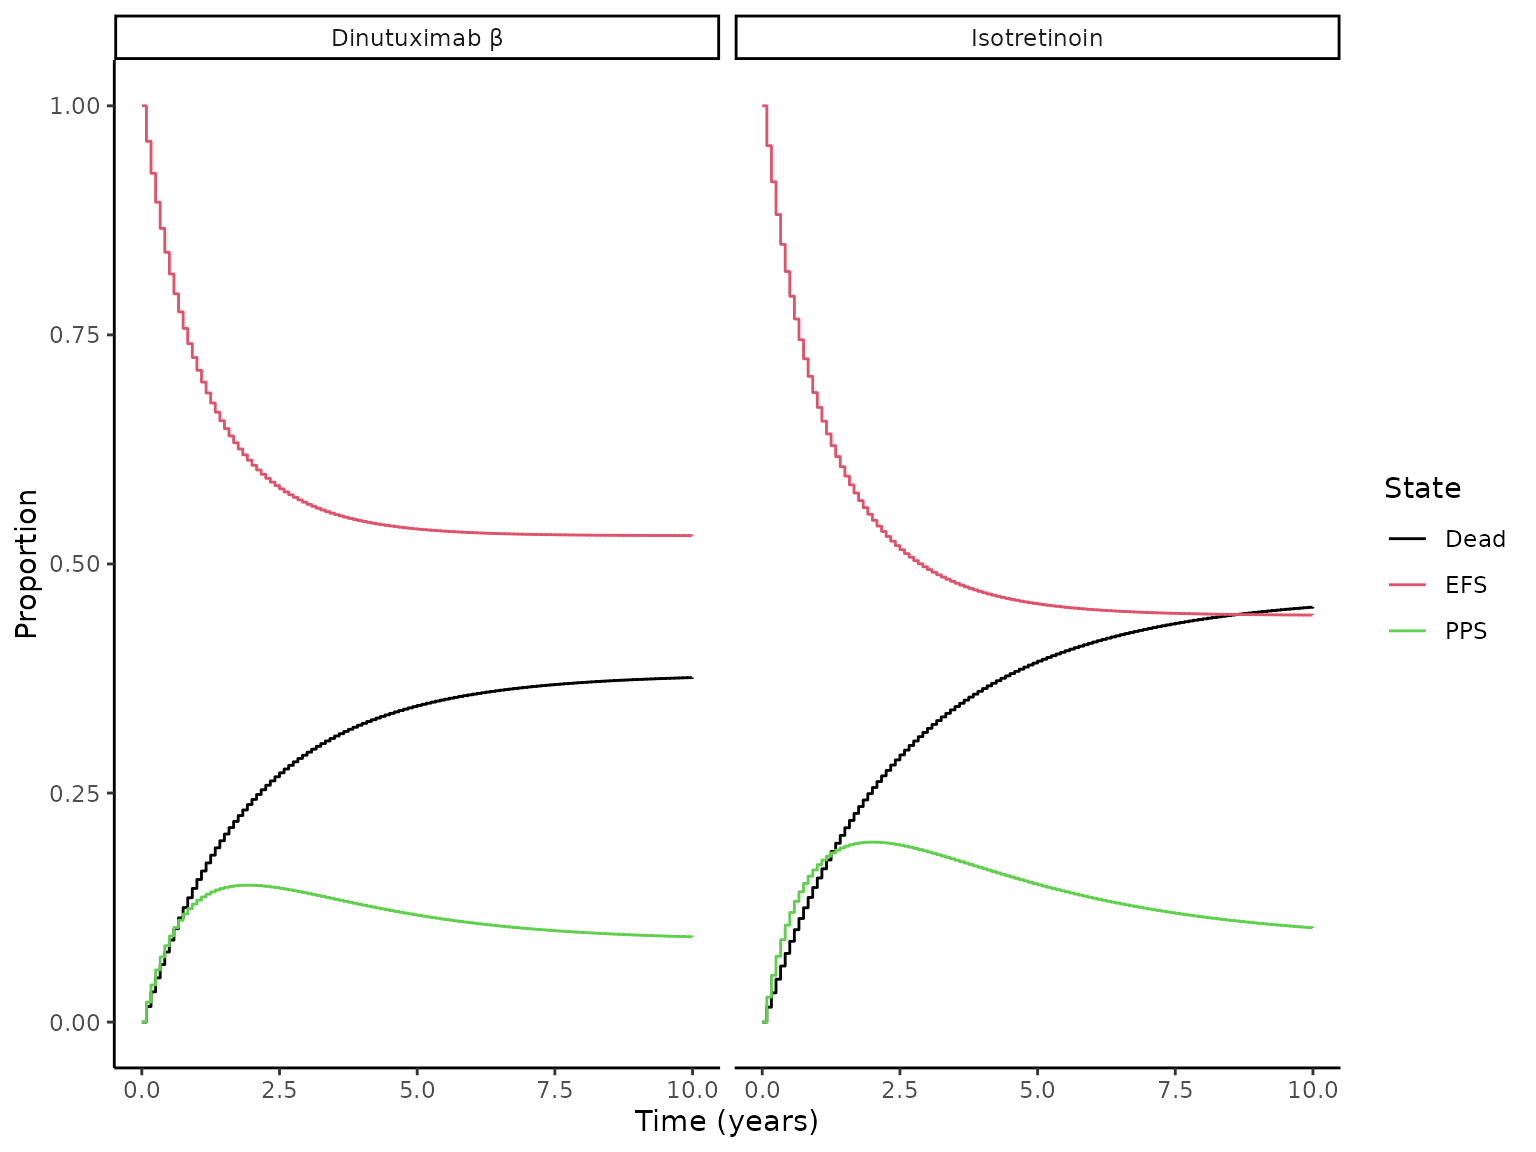 Dinutuximab β
Isotretinoin
1.00
0.75
0.50
0.25
0.00
Proportion
0.0 2.5 5.0 7.5 10.0
0.0 2.5 5.0 7.5 10.0
Time (years)
State
Dead
EFS
PPS